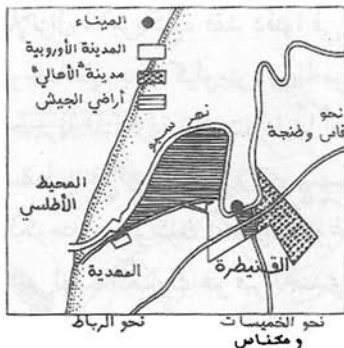 الميناء
المدينة الأوروبية
مدينة "الأهالي"
أراضي الجيش
نهر سبو
نحو
فاس وطنجة
المحيط
الأطلسي
المهدية
القنيطرة
نحو الرباط
نحو الخميسات
ومكناس